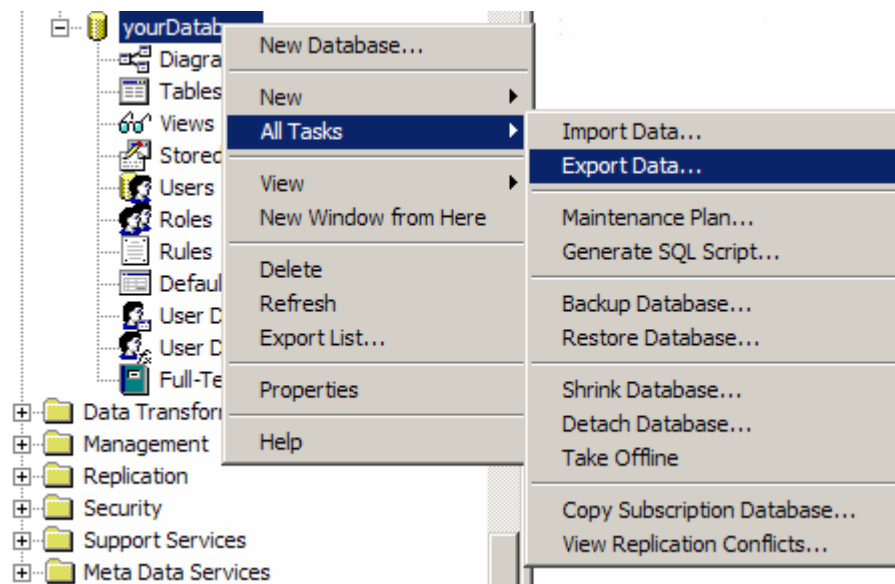 yourDatab
Diagra
Tables
Views
Stored
Users
Roles
Rules
Defaul
User D
User D
Full-Te
Data Transfor
Management
Replication
Security
Support Services
Meta Data Services
New Database...
New
All Tasks
View
New Window from Here
Delete
Refresh
Export List...
Properties
Help
Import Data...
Export Data...
Maintenance Plan...
Generate SQL Script...
Backup Database...
Restore Database...
Shrink Database...
Detach Database...
Take Offline
Copy Subscription Database...
View Replication Conflicts...